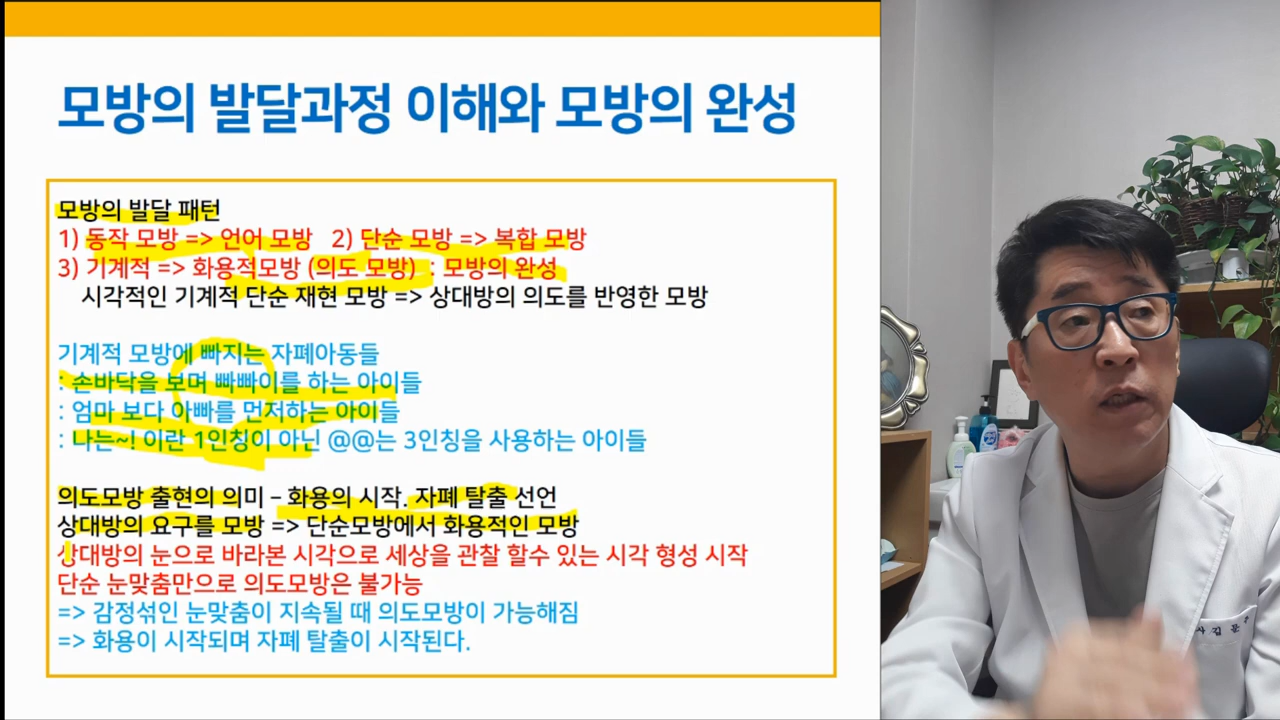 모방의 발달과정 이해와 모방의 완성
모방의 발달 패턴
1) 동작 모방 => 언어 모방 2) 단순 모방 => 복합 모방
3) 기계적 => 화용적모방 (의도 모방) : 모방의 완성
시각적인 기계적 단순 재현 모방 => 상대방의 의도를 반영한 모방
기계적 모방에 빠지는 자폐아동들
: 손바닥을 보며 빠빠이를 하는 아이들
: 엄마 보다 아빠를 먼저하는 아이들
: 나는~! 이란 1인칭이 아닌 @@는 3인칭을 사용하는 아이들
의도모방 출현의 의미 – 화용의 시작. 자폐 탈출 선언
상대방의 요구를 모방 => 단순모방에서 화용적인 모방
상대방의 눈으로 바라본 시각으로 세상을 관찰 할수 있는 시각 형성 시작
단순 눈맞춤만으로 의도모방은 불가능
=> 감정섞인 눈맞춤이 지속될 때 의도모방이 가능해짐
=> 화용이 시작되며 자폐 탈출이 시작된다.